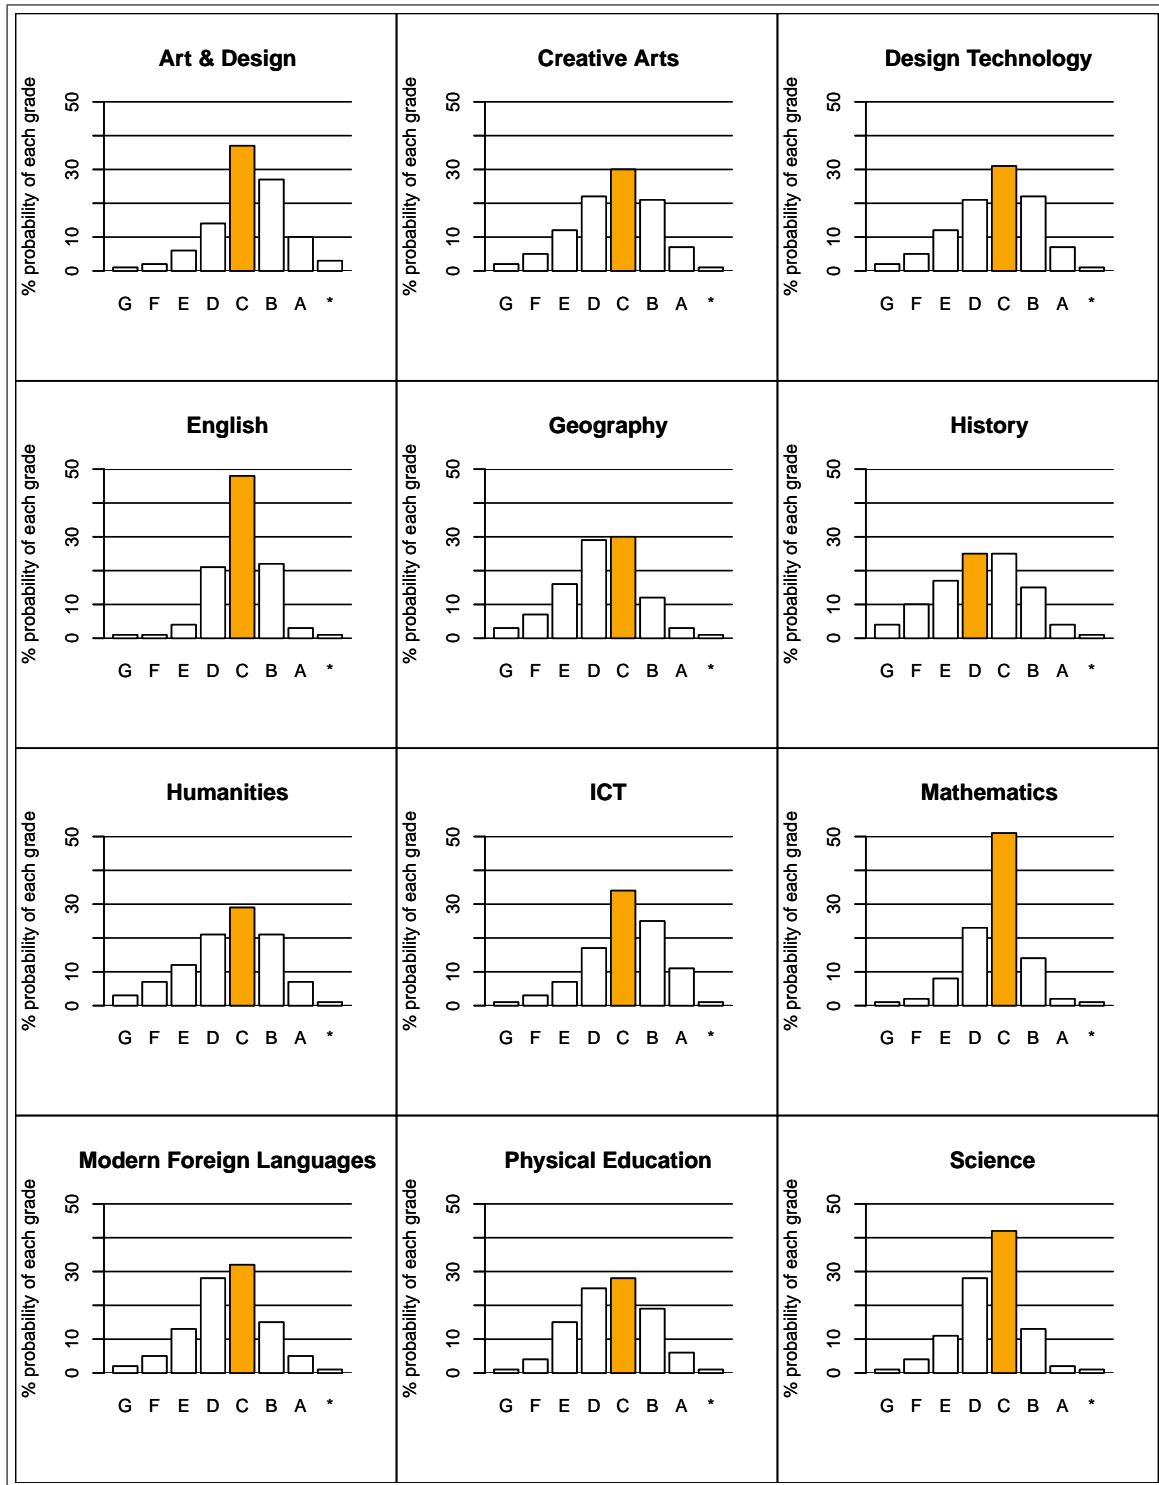 Art & Design
% probability of each grade
50
30
10
0
G F E D C B A *
Creative Arts
% probability of each grade
50
30
10
0
G F E D C B A *
Design Technology
% probability of each grade
50
30
10
0
G F E D C B A *
English
% probability of each grade
50
30
10
0
G F E D C B A *
Geography
% probability of each grade
50
30
10
0
G F E D C B A *
History
% probability of each grade
50
30
10
0
G F E D C B A *
Humanities
% probability of each grade
50
30
10
0
G F E D C B A *
ICT
% probability of each grade
50
30
10
0
G F E D C B A *
Mathematics
% probability of each grade
50
30
10
0
G F E D C B A *
Modern Foreign Languages
% probability of each grade
50
30
10
0
G F E D C B A *
Physical Education
% probability of each grade
50
30
10
0
G F E D C B A *
Science
% probability of each grade
50
30
10
0
G F E D C B A *